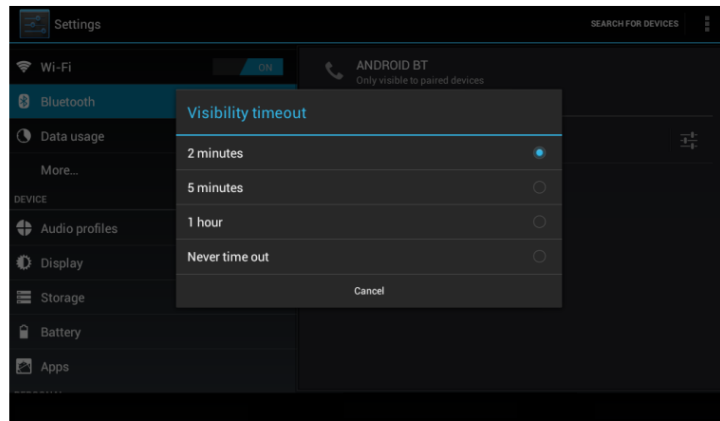 Settings
SEARCH FOR DEVICES
Wi-Fi
ON
ANDROID BT
Only visible to paired devices
Bluetooth
Visibility timeout
Data usage
2 minutes
More...
5 minutes
DEVICE
1 hour
Audio profiles
Never time out
Display
Cancel
Storage
Battery
Apps